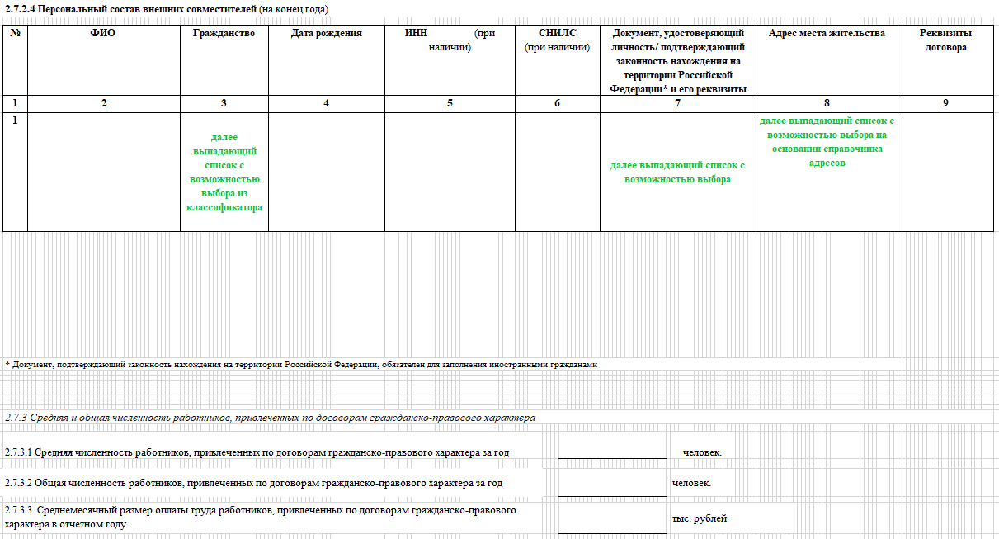 2.7.2.4 Персональный состав внешних совместителей (на конец года)
№
ФИО
Гражданство
Дата рождения
ИНН (при
наличии)
СНИЛС
(при наличии)
Документ, удостоверяющий
личность/ подтверждающий
законность нахождения на
территории Российской
Федерации* и его реквизиты
Адрес места жительства
Реквизиты
договора
1 2 3 4 5 6 7 8 9
1
далее
выпадающий
список с
возможностью
выбора из
классификатора
далее выпадающий список с
возможностью выбора
далее выпадающий список с
возможностью выбора на
основании справочника
адресов
* Документ, подтверждающий законность нахождения на территории Российской Федерации, обязателен для заполнения иностранными гражданами
2.7.3 Средняя и общая численность работников, привлеченных по договорам гражданско-правового характера
2.7.3.1 Средняя численность работников, привлеченных по договорам гражданско-правового характера за год человек.
2.7.3.2 Общая численность работников, привлеченных по договорам гражданско-правового характера за год человек.
2.7.3.3 Среднемесячный размер оплаты труда работников, привлеченных по договорам гражданско-правового
характера в отчетном году
тыс. рублей